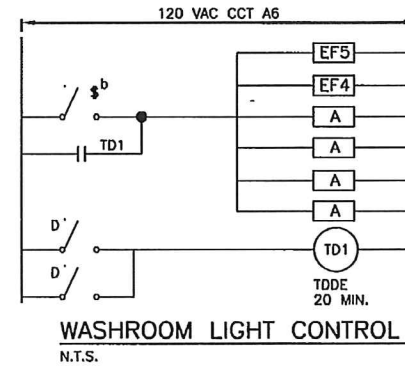 120 VAC CCT A6
EF5
$b
EF4
A
TD1
A
A
A
D
TD1
D
TDDE
20 MIN.
WASHROOM LIGHT CONTROL
N.T.S.